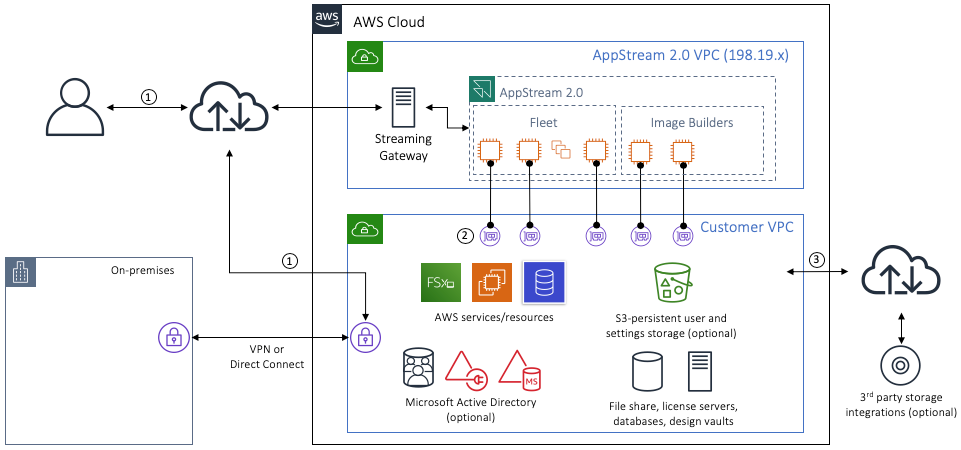 aws
AWS Cloud
AppStream 2.0 VPC (198.19.x)
AppStream 2.0
1
Fleet
Image Builders
Streaming
Gateway
2
Customer VPC
1
3
On-premises
FSx
AWS services/resources
S3-persistent user and
settings storage (optional)
VPN or
Direct Connect
MS
Microsoft Active Directory
(optional)
File share, license servers,
databases, design vaults
3rd party storage
integrations (optional)